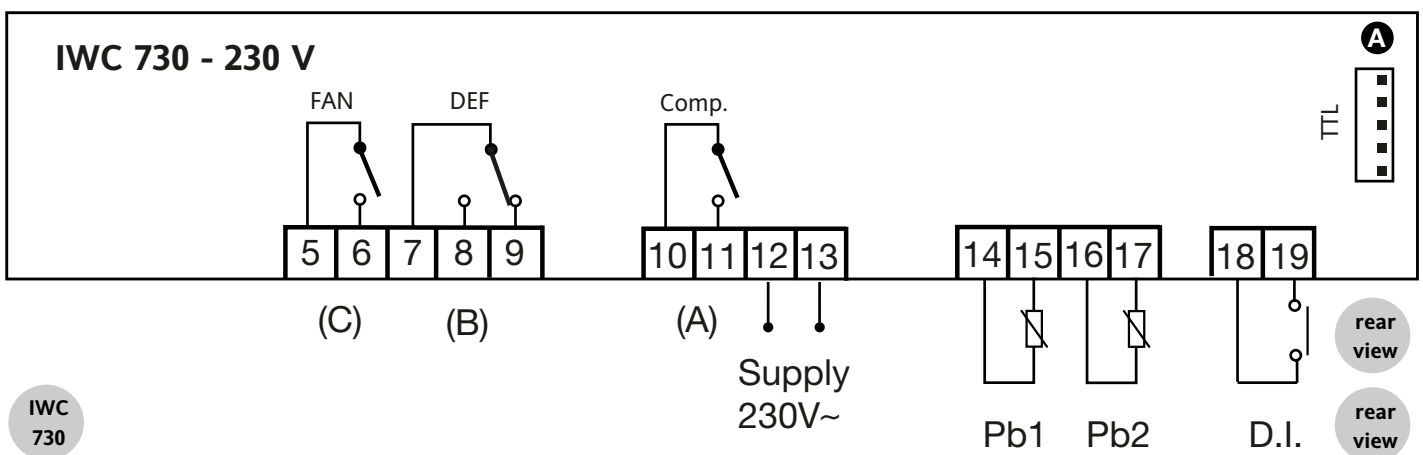 IWC 730 - 230 V
A
FAN DEF Comp.
TTL
5 6 7 8 9 10 11 12 13 14 15 16 17 18 19
(C) (B) (A)
rear
view
Supply
230V~
IWC
730
Pb1 Pb2 D.I.
rear
view